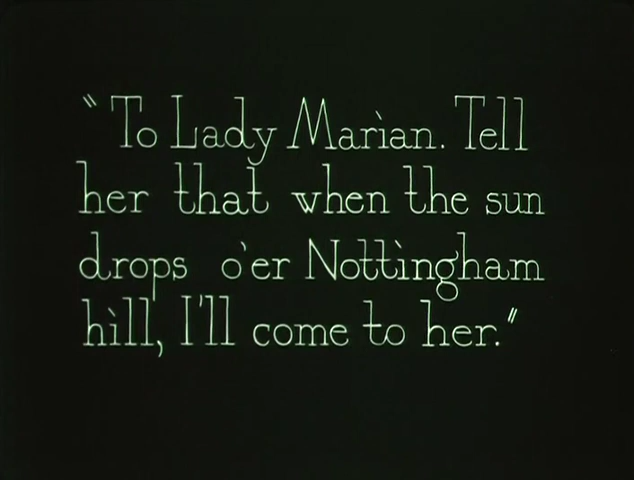 "To Lady Marian. Tell
her that when the sun
drops o'er Nottingham
hill, I'll come to her."